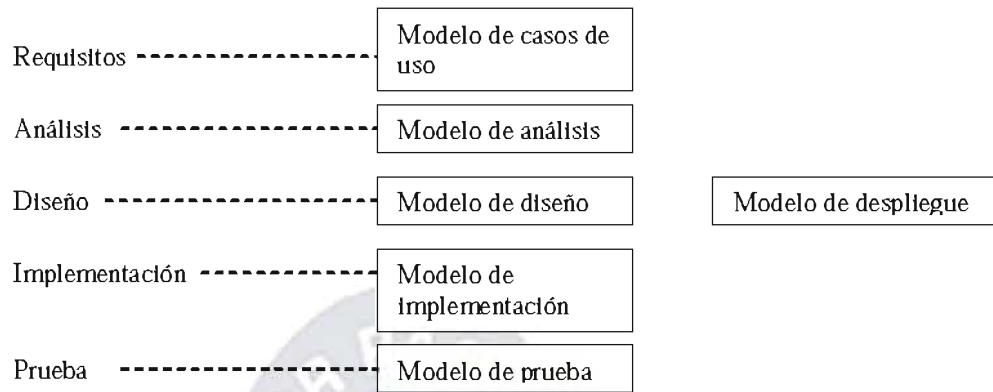 Requisitos
Modelo de casos de
uso
Análisis
Modelo de análisis
Diseño
Modelo de diseño
Modelo de despliegue
Implementación
Modelo de
implementación
Prueba
Modelo de prueba